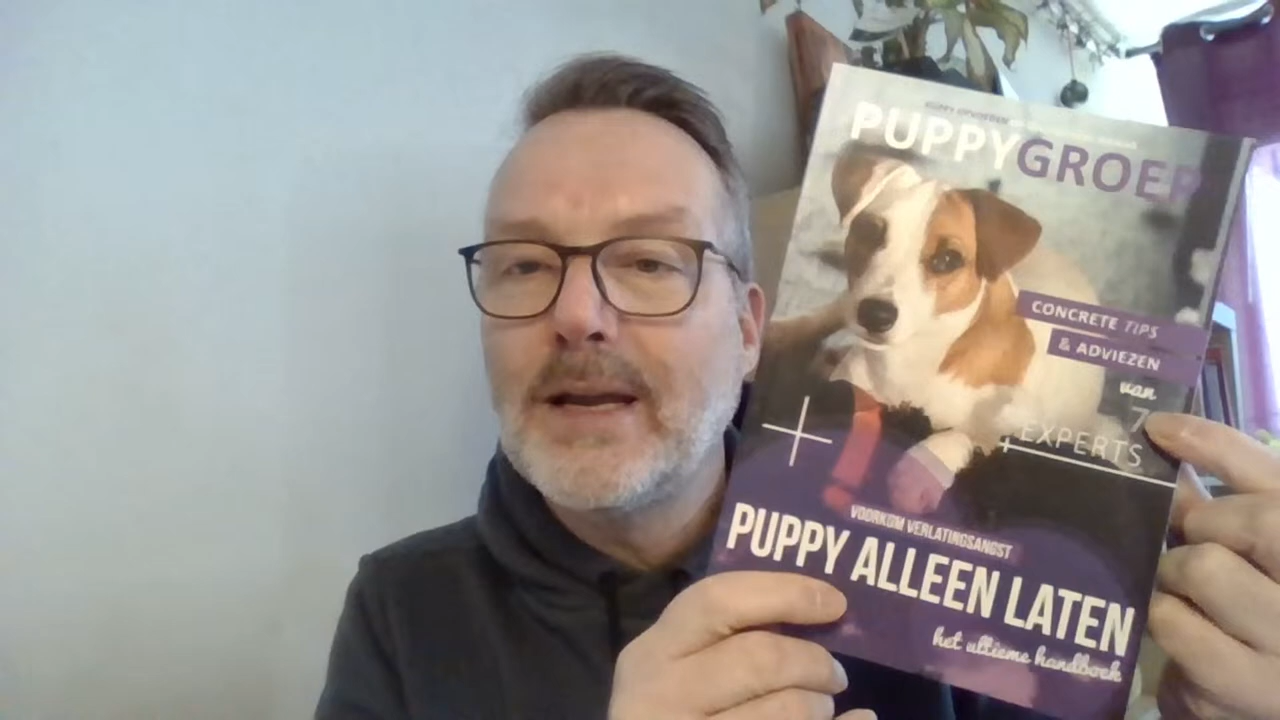 PUPPYGROEP
CONCRETE TIPS
& ADVIEZEN
van
7
EXPERTS
VOORKOM VERLATINGSANGST
PUPPY ALLEEN LATEN
het ultieme handboek